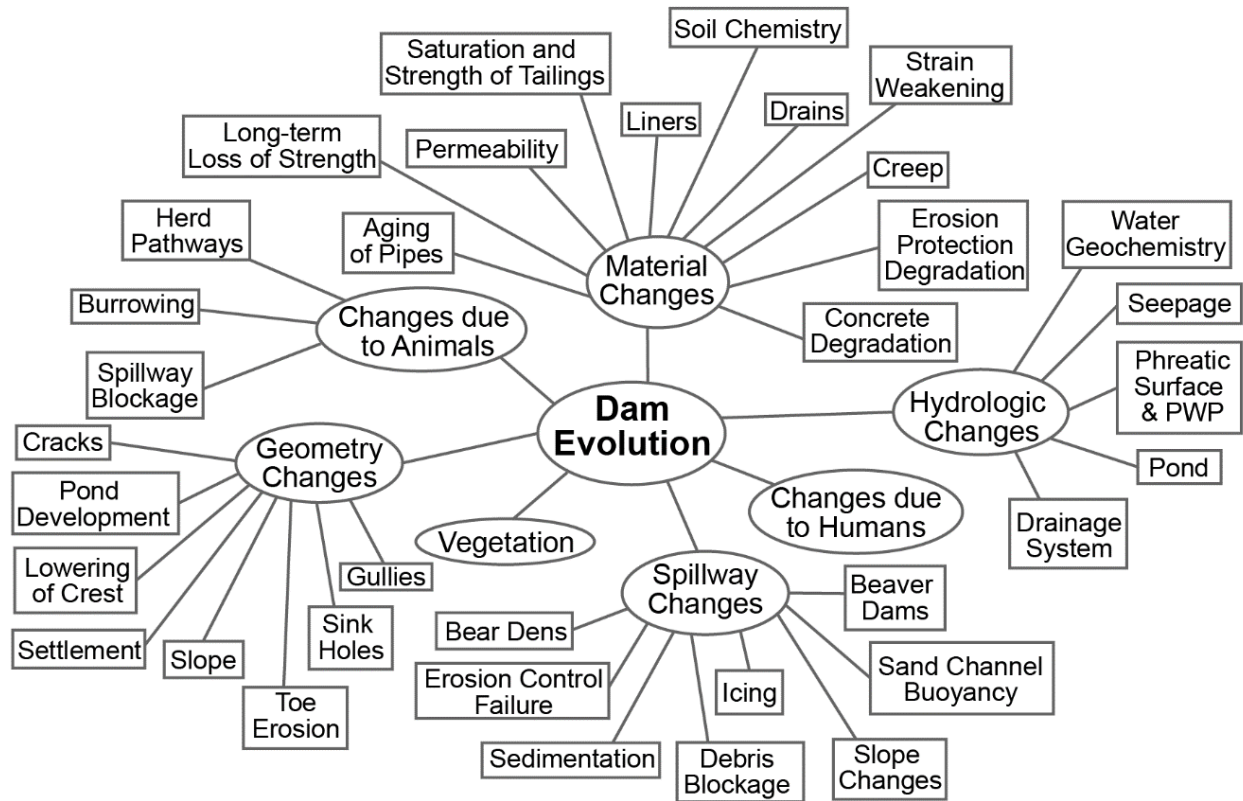 Soil Chemistry
Saturation and
Strength of Tailings
Strain
Weakening
Liners
Drains
Long-term
Loss of Strength
Permeability
Creep
Herd
Pathways
Aging
of Pipes
Erosion
Protection
Degradation
Water
Geochemistry
Material
Changes
Burrowing
Changes due
to Animals
Concrete
Degradation
Seepage
Spillway
Blockage
Phreatic
Surface
& PWP
Dam
Evolution
Hydrologic
Changes
Cracks
Geometry
Changes
Pond
Pond
Development
Changes due
to Humans
Vegetation
Drainage
System
Lowering
of Crest
Gullies
Spillway
Changes
Beaver
Dams
Settlement
Slope
Sink
Holes
Bear Dens
Sand Channel
Buoyancy
Erosion Control
Failure
Icing
Toe
Erosion
Sedimentation
Debris
Blockage
Slope
Changes